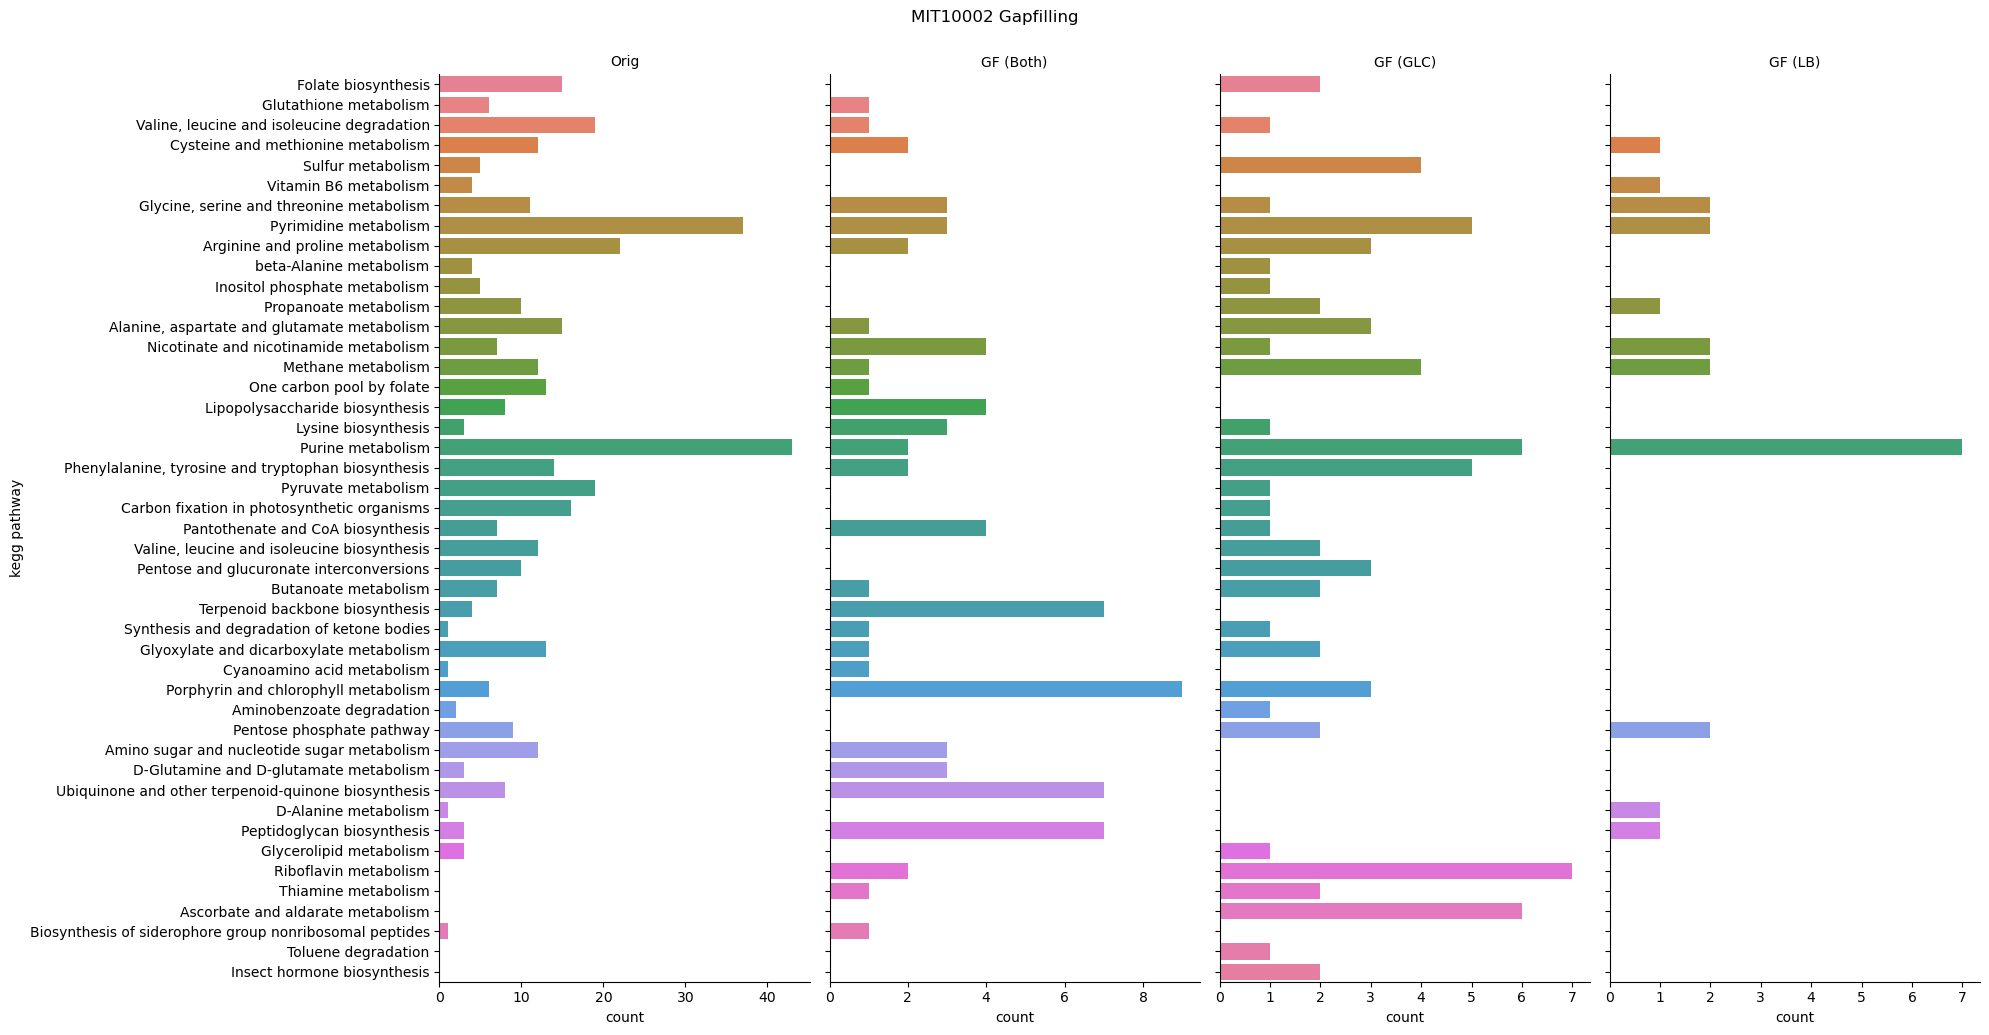 MIT10002 Gapfilling
Orig
GF (Both)
GF (GLC)
GF (LB)
kegg pathway
Folate biosynthesis
Glutathione metabolism
Valine, leucine and isoleucine degradation
Cysteine and methionine metabolism
Sulfur metabolism
Vitamin B6 metabolism
Glycine, serine and threonine metabolism
Pyrimidine metabolism
Arginine and proline metabolism
beta-Alanine metabolism
Inositol phosphate metabolism
Propanoate metabolism
Alanine, aspartate and glutamate metabolism
Nicotinate and nicotinamide metabolism
Methane metabolism
One carbon pool by folate
Lipopolysaccharide biosynthesis
Lysine biosynthesis
Purine metabolism
Phenylalanine, tyrosine and tryptophan biosynthesis
Pyruvate metabolism
Carbon fixation in photosynthetic organisms
Pantothenate and CoA biosynthesis
Valine, leucine and isoleucine biosynthesis
Pentose and glucuronate interconversions
Butanoate metabolism
Terpenoid backbone biosynthesis
Synthesis and degradation of ketone bodies
Glyoxylate and dicarboxylate metabolism
Cyanoamino acid metabolism
Porphyrin and chlorophyll metabolism
Aminobenzoate degradation
Pentose phosphate pathway
Amino sugar and nucleotide sugar metabolism
D-Glutamine and D-glutamate metabolism
Ubiquinone and other terpenoid-quinone biosynthesis
D-Alanine metabolism
Peptidoglycan biosynthesis
Glycerolipid metabolism
Riboflavin metabolism
Thiamine metabolism
Ascorbate and aldarate metabolism
Biosynthesis of siderophore group nonribosomal peptides
Toluene degradation
Insect hormone biosynthesis
0 10 20 30 40
0 2 4 6 8
0 1 2 3 4 5 6 7
0 1 2 3 4 5 6 7
count
count
count
count